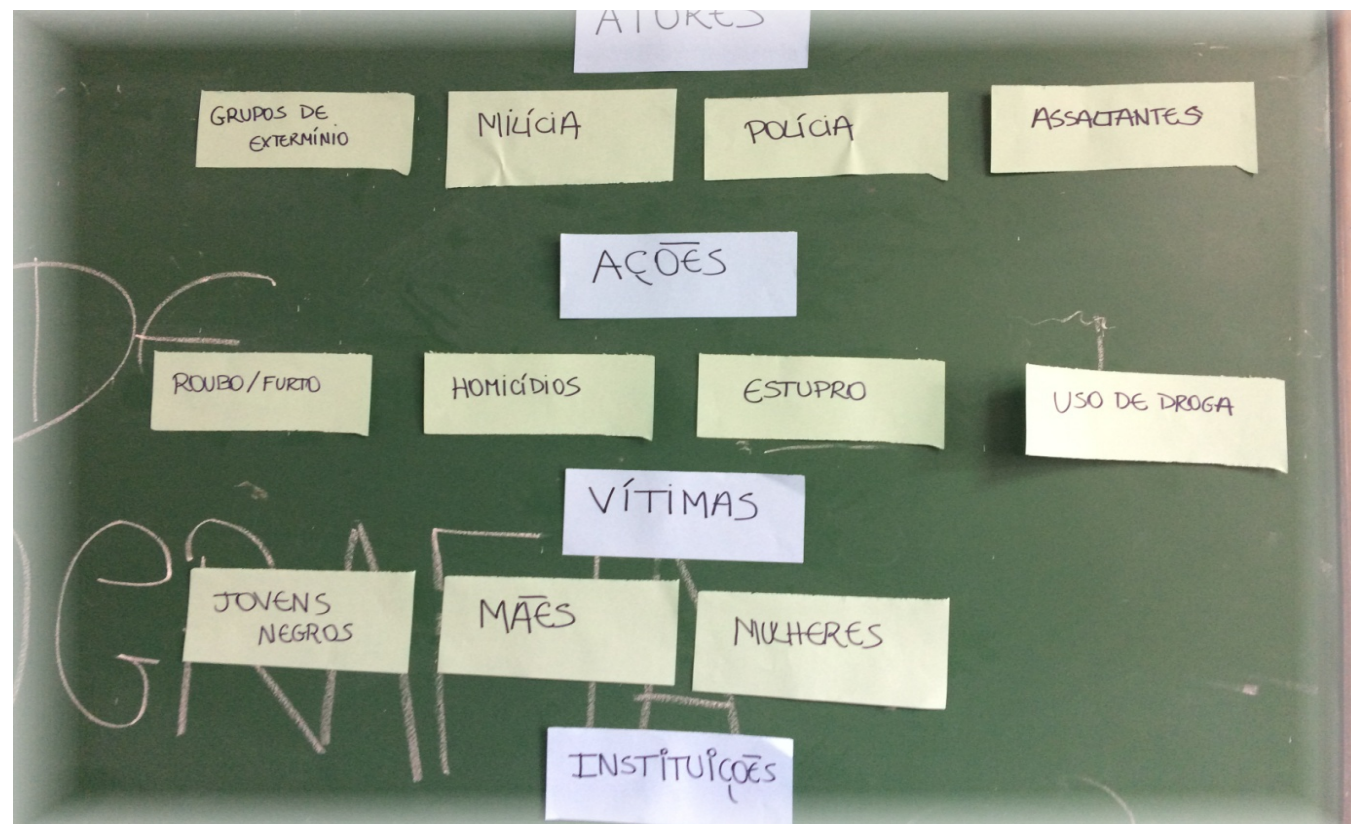 ATORES
GRUPOS DE
EXTERMÍNIO
MILÍCIA
POLÍCIA
ASSALTANTES
AÇÕES
DE
ROUBO/FURTO
HOMICÍDIOS
ESTUPRO
USO DE DROGA
VÍTIMAS
JOVENS
NEGROS
MÃES
MULHERES
INSTITUIÇÕES